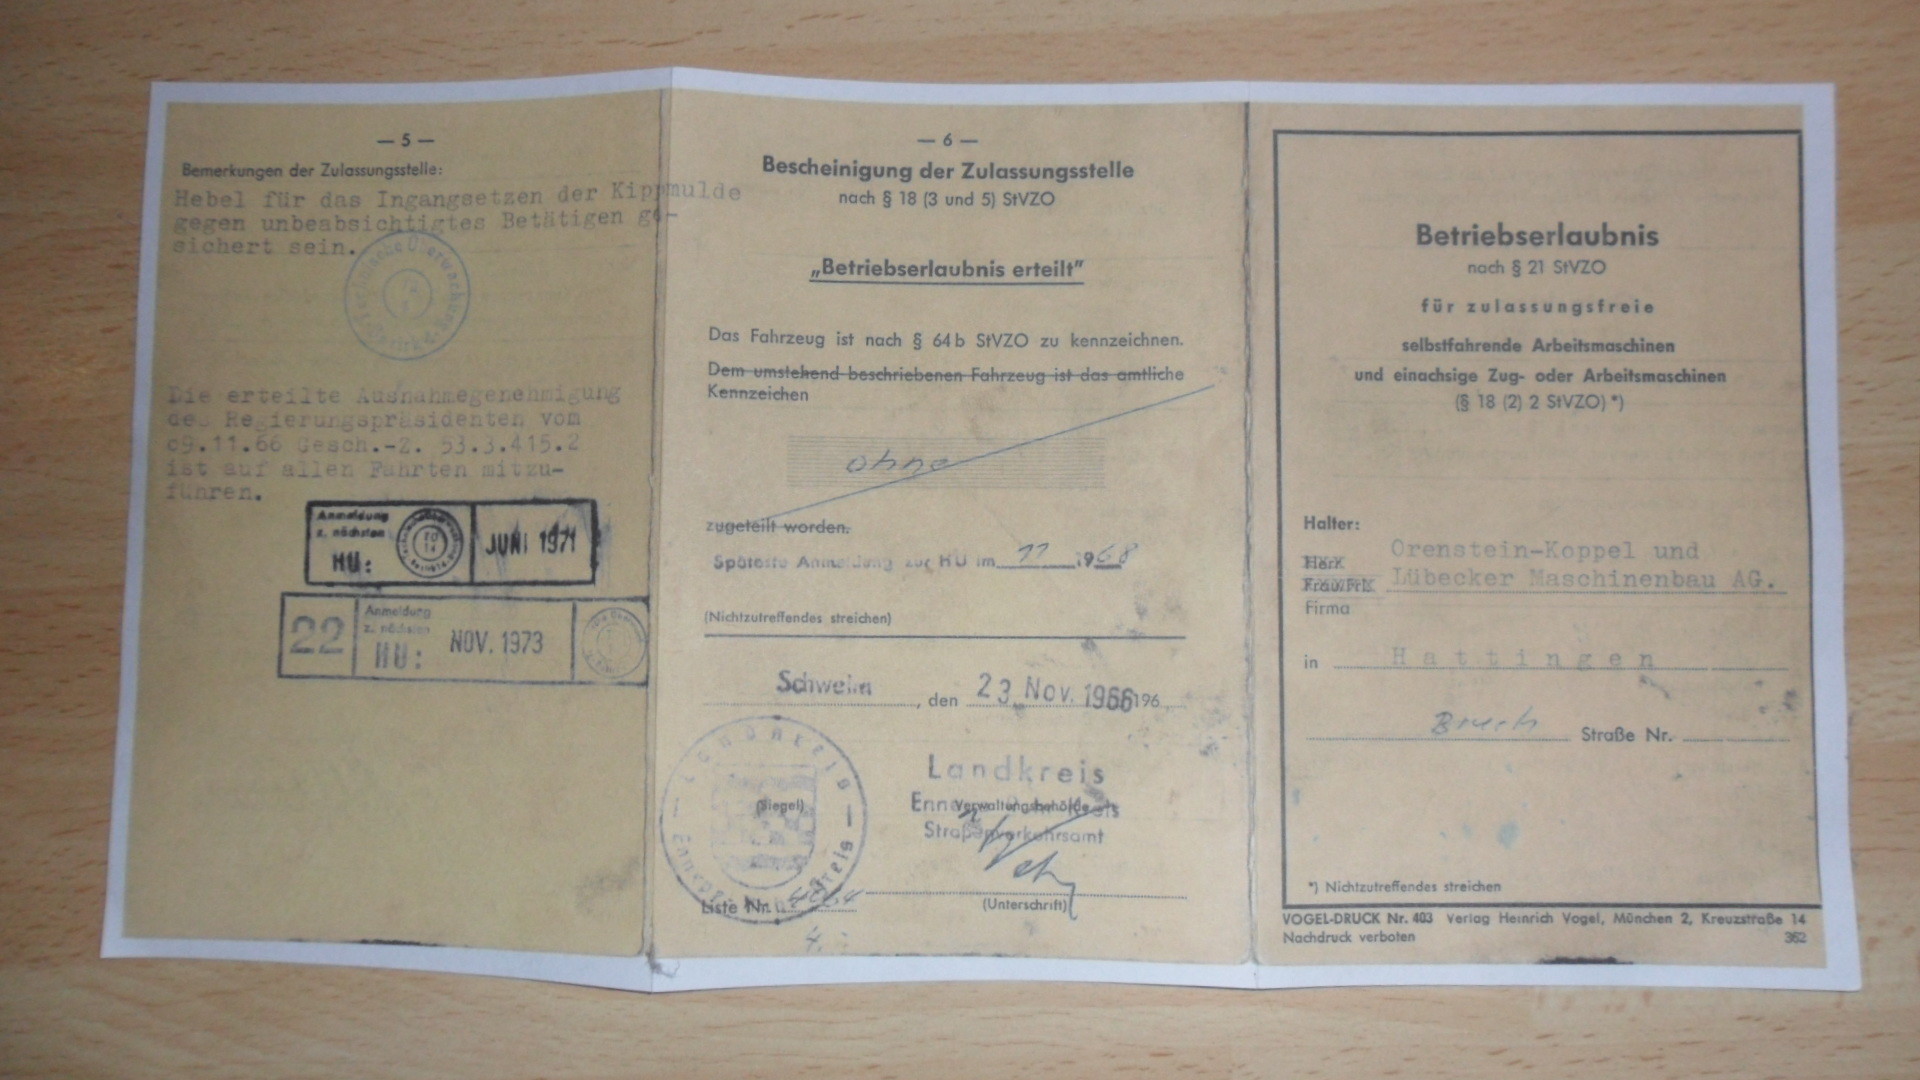 — 5 —
Bemerkungen der Zulassungsstelle:
Hebel für das Ingangsetzen der Kippmulde
gegen unbeabsichtigtes Betätigen ge-
sichert sein.
Die erteilte Ausnahmegenehmigung
des Regierungspräsidenten vom
o9.11.66 Gesch.-Z. 53.3.415.2
ist auf allen Fahrten mitzu-
führen.
Anmeldung
z. nächsten
HU:
JUNI 1971
22
Anmeldung
z. nächsten
HU:
NOV. 1973
— 6 —
Bescheinigung der Zulassungsstelle
nach § 18 (3 und 5) StVZO
„Betriebserlaubnis erteilt"
Das Fahrzeug ist nach § 64b StVZO zu kennzeichnen.
Dem umstehend beschriebenen Fahrzeug ist das amtliche
Kennzeichen
ohne
zugeteilt worden.
Späteste Anmeldung zur HU im 11 1968
(Nichtzutreffendes streichen)
Schwelm, den 23. Nov. 1966 196
Landkreis
Verwaltungsbehörde
Straßenverkehrsamt
(Siegel)
Liste Nr.
(Unterschrift)
Betriebserlaubnis
nach § 21 StVZO
für zulassungsfreie
selbstfahrende Arbeitsmaschinen
und einachsige Zug- oder Arbeitsmaschinen
(§ 18 (2) 2 StVZO) *)
Halter:
Herrn
Frau/Frl.
Firma
Orenstein-Koppel und
Lübecker Maschinenbau AG.
in Hattingen
Bruch Straße Nr.
*) Nichtzutreffendes streichen
VOGEL-DRUCK Nr. 403 Verlag Heinrich Vogel, München 2, Kreuzstraße 14
Nachdruck verboten 362